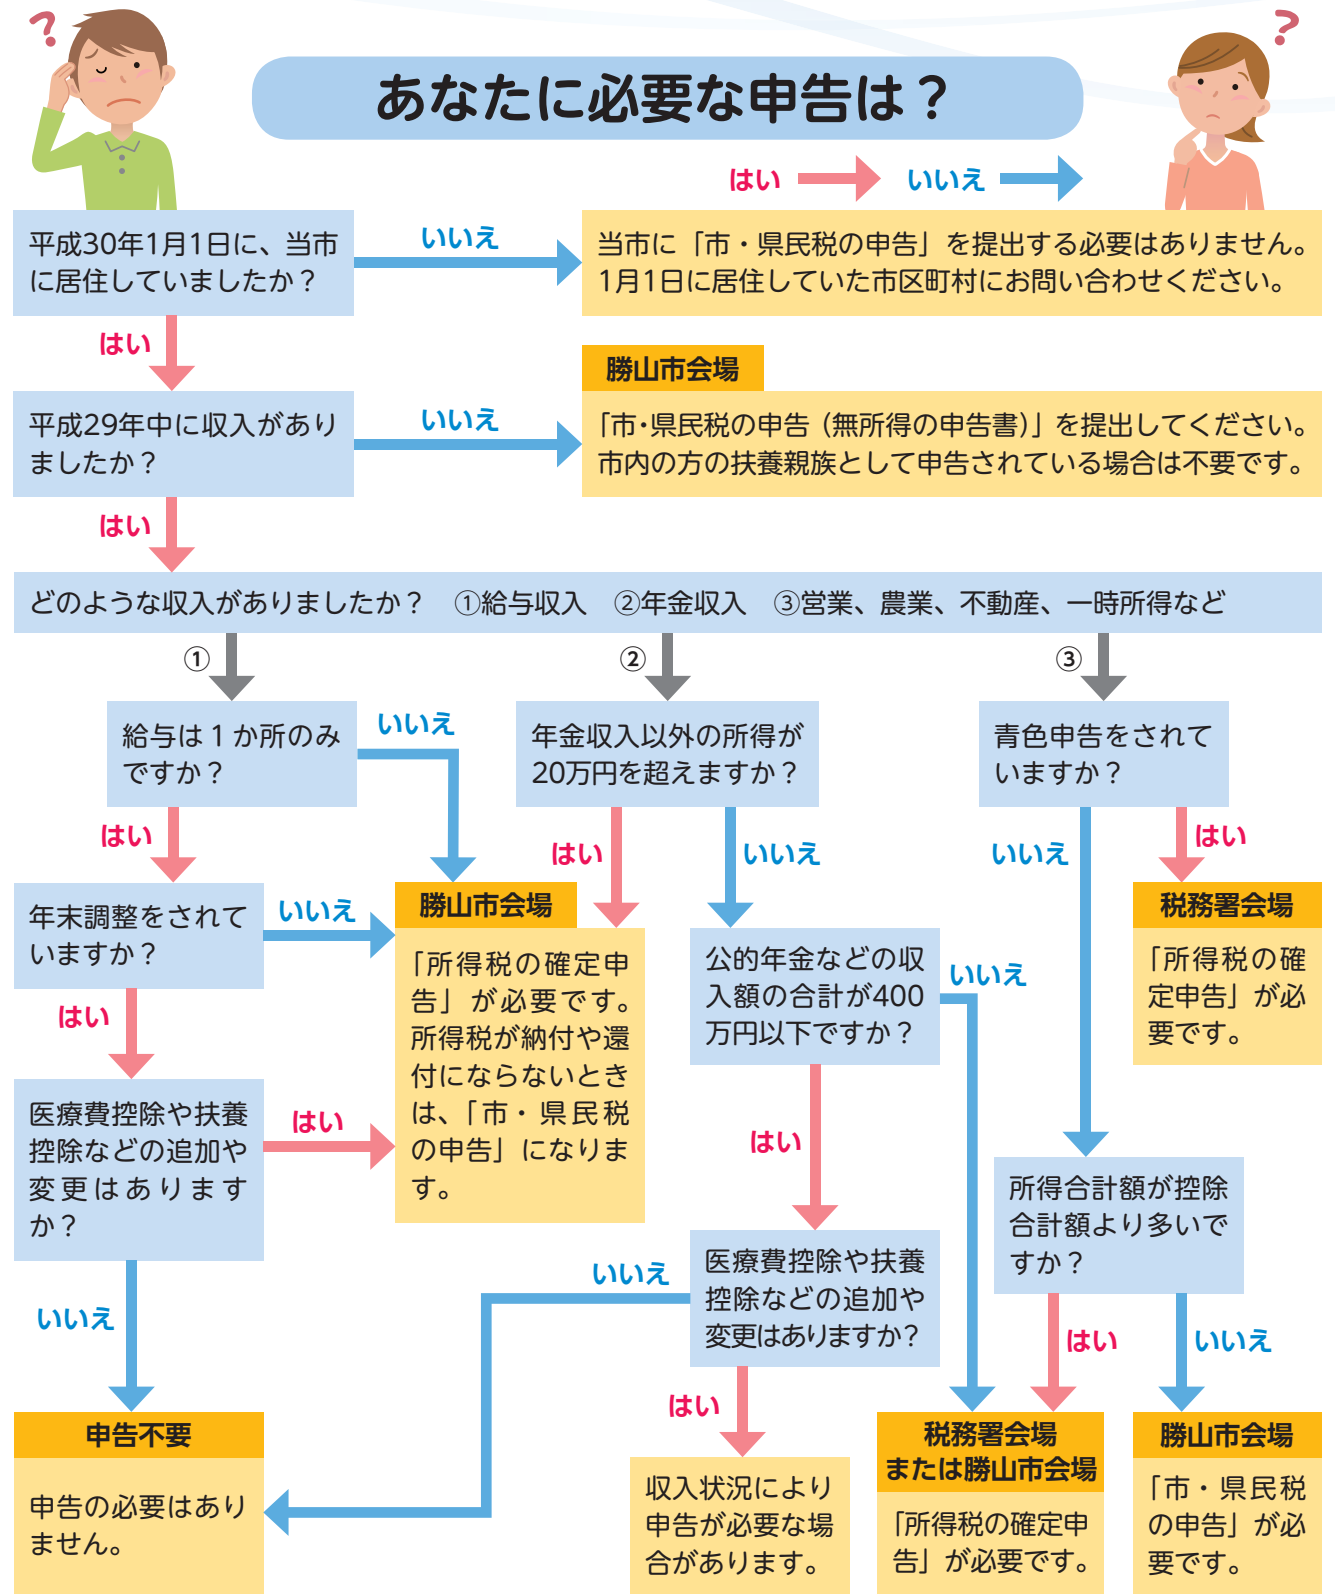 ?
?
あなたに必要な申告は？
はい
いいえ
平成30年1月1日に、当市
に居住していましたか？
いいえ
当市に「市・県民税の申告」を提出する必要はありません。
1月1日に居住していた市区町村にお問い合わせください。
はい
勝山市会場
平成29年中に収入があり
ましたか？
いいえ
「市・県民税の申告（無所得の申告書）」を提出してください。
市内の方の扶養親族として申告されている場合は不要です。
はい
どのような収入がありましたか？　①給与収入　②年金収入　③営業、農業、不動産、一時所得など
①
②
③
給与は１か所のみ
ですか？
いいえ
はい
年末調整をされて
いますか？
いいえ
はい
医療費控除や扶養
控除などの追加や
変更はあります
か？
はい
いいえ
申告不要
申告の必要はあり
ません。
勝山市会場
「所得税の確定申
告」が必要です。
所得税が納付や還
付にならないとき
は、「市・県民税
の申告」になりま
す。
年金収入以外の所得が
20万円を超えますか？
はい
いいえ
公的年金などの収
入額の合計が400
万円以下ですか？
いいえ
はい
医療費控除や扶養
控除などの追加や
変更はありますか？
いいえ
はい
収入状況により
申告が必要な場
合があります。
青色申告をされて
いますか？
いいえ
はい
税務署会場
「所得税の確
定申告」が必
要です。
所得合計額が控除
合計額より多いで
すか？
はい
いいえ
税務署会場
または勝山市会場
「所得税の確定申
告」が必要です。
勝山市会場
「市・県民税
の申告」が必
要です。